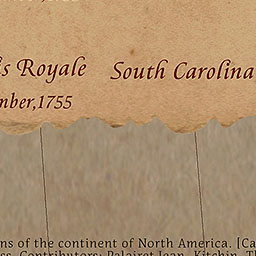 Royale South Carolina
mber,1755
ns of the continent of North America. [Ca
ss. Contributors: Palairet Jean, Kitchin, Th